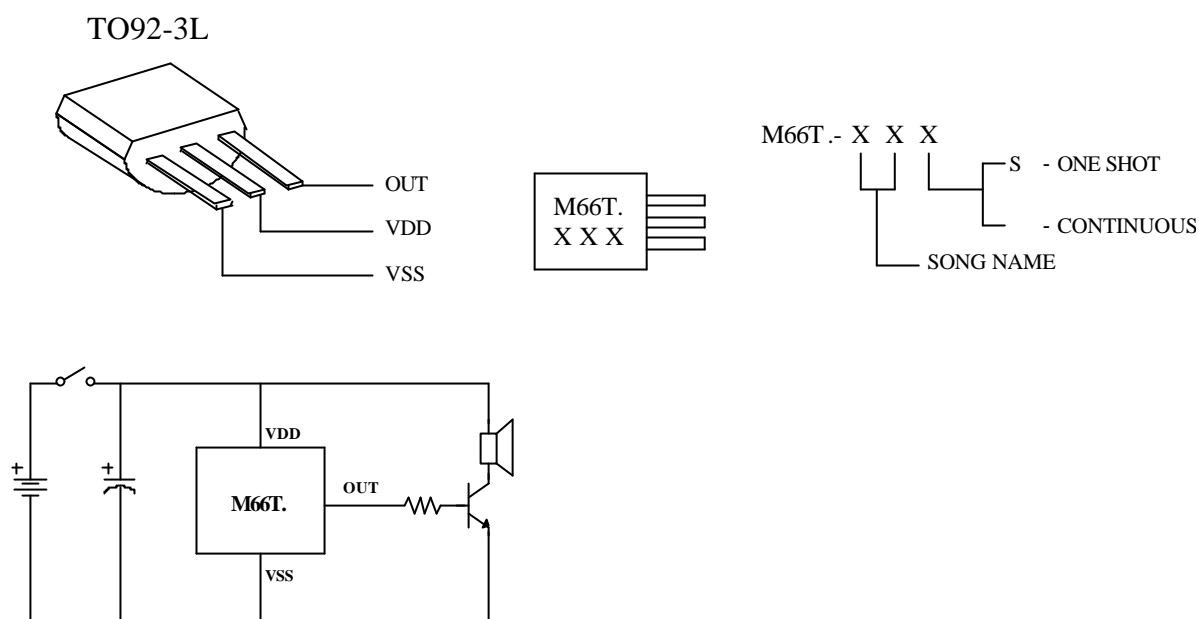 TO92-3L
OUT
VDD
VSS
M66T.
X X X
M66T .- X X X
S - ONE SHOT
- CONTINUOUS
SONG NAME
+
+
VDD
M66T.
OUT
VSS